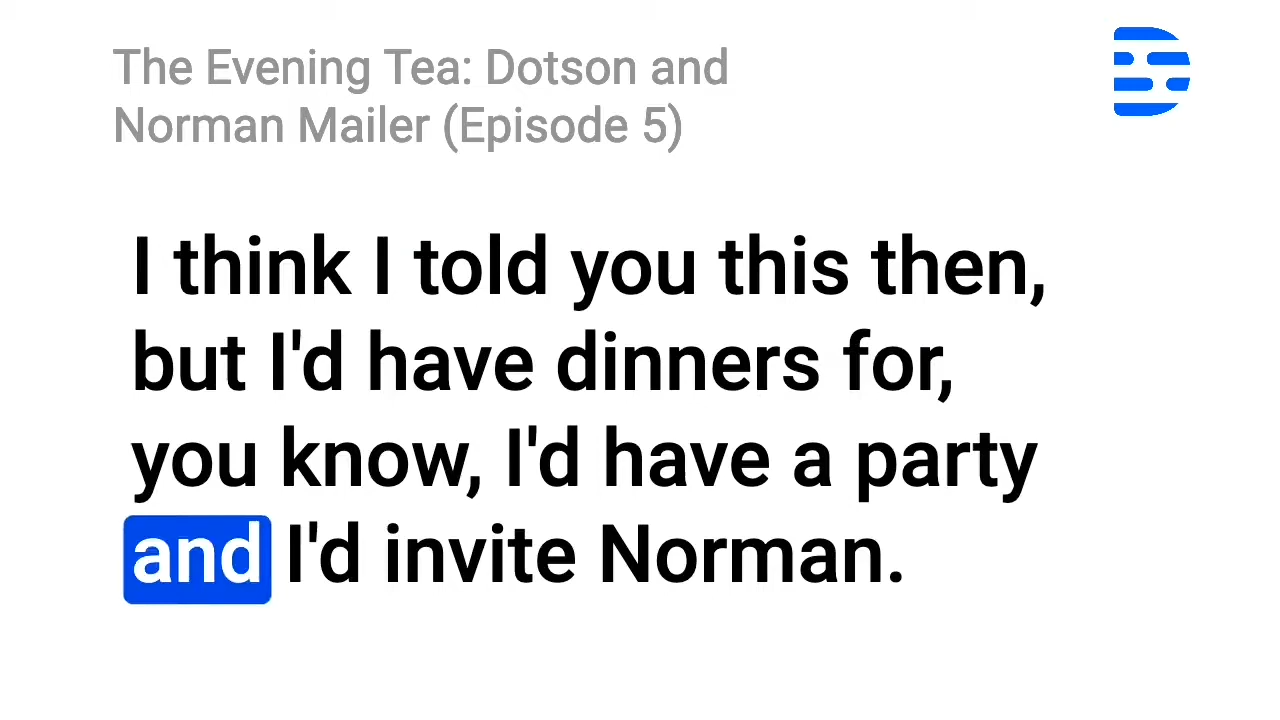 The Evening Tea: Dotson and
Norman Mailer (Episode 5)
I think I told you this then,
but I'd have dinners for,
you know, I'd have a party
and I'd invite Norman.